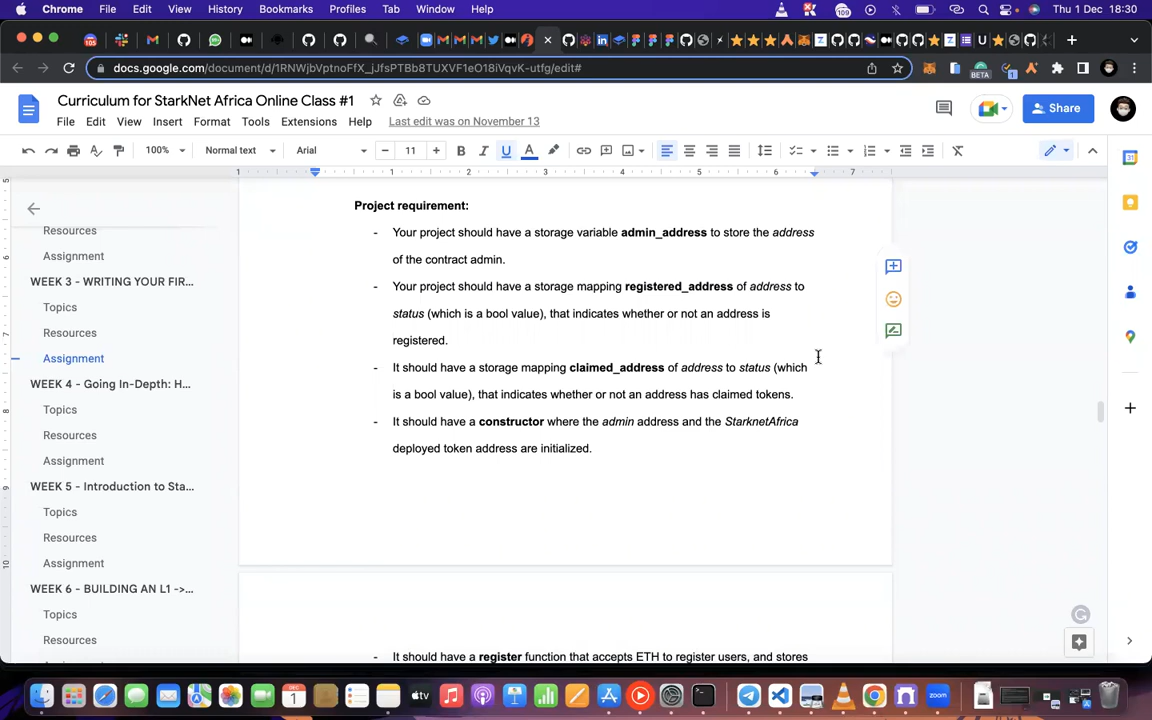 Chrome File Edit View History Bookmarks Profiles Tab Window Help
Thu 1 Dec 18:30
docs.google.com/document/d/1RNWjbVptnoFfX_jJfsPTBb8TUXVF1eO18iVqvK-utfg/edit#
BETA
Curriculum for StarkNet Africa Online Class #1
File Edit View Insert Format Tools Extensions Help Last edit was on November 13
Share
100% Normal text Arial 11
Resources
Assignment
WEEK 3 - WRITING YOUR FIR...
Topics
Resources
Assignment
WEEK 4 - Going In-Depth: H...
Topics
Resources
Assignment
WEEK 5 - Introduction to Sta...
Topics
Resources
Assignment
WEEK 6 - BUILDING AN L1 ->...
Topics
Resources
Project requirement:
- Your project should have a storage variable admin_address to store the address
of the contract admin.
- Your project should have a storage mapping registered_address of address to
status (which is a bool value), that indicates whether or not an address is
registered.
- It should have a storage mapping claimed_address of address to status (which
is a bool value), that indicates whether or not an address has claimed tokens.
- It should have a constructor where the admin address and the StarknetAfrica
deployed token address are initialized.
- It should have a register function that accepts ETH to register users, and stores